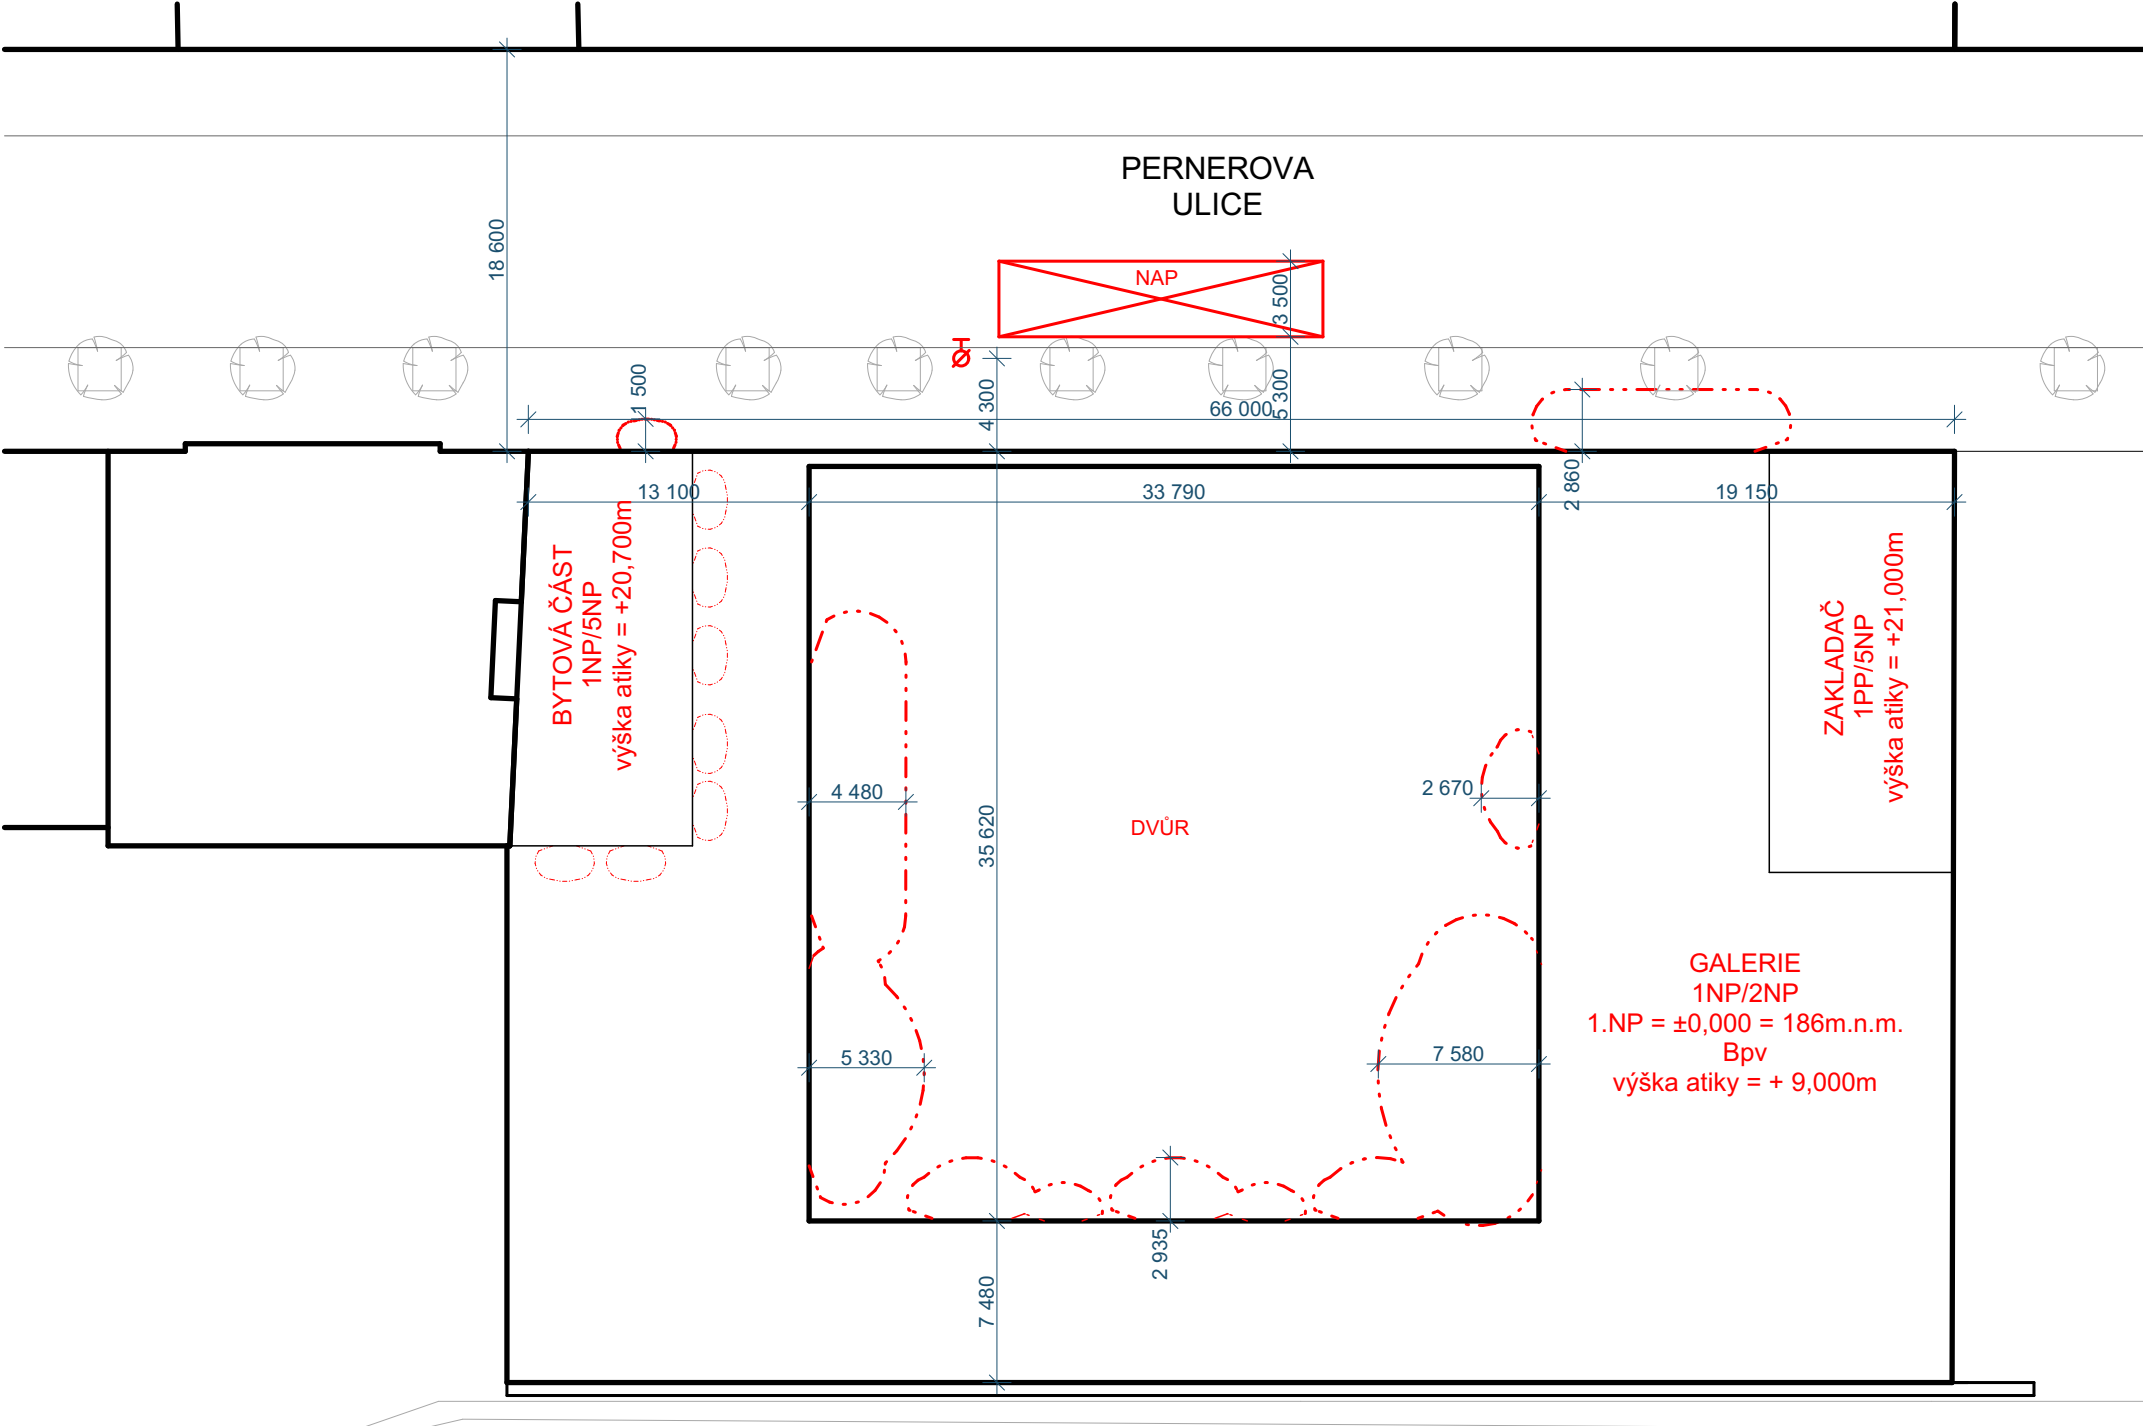 PERNEROVA
ULICE
18 600
NAP
3 500
1 500
4 300
5 300
66 000
2 860
13 100
33 790
19 150
BYTOVÁ ČÁST
1NP/5NP
výška atiky = +20,700m
ZAKLADAČ
1PP/5NP
výška atiky = +21,000m
4 480
2 670
35 620
DVŮR
GALERIE
1NP/2NP
1.NP = ±0,000 = 186m.n.m.
Bpv
výška atiky = + 9,000m
5 330
7 580
2 935
7 480